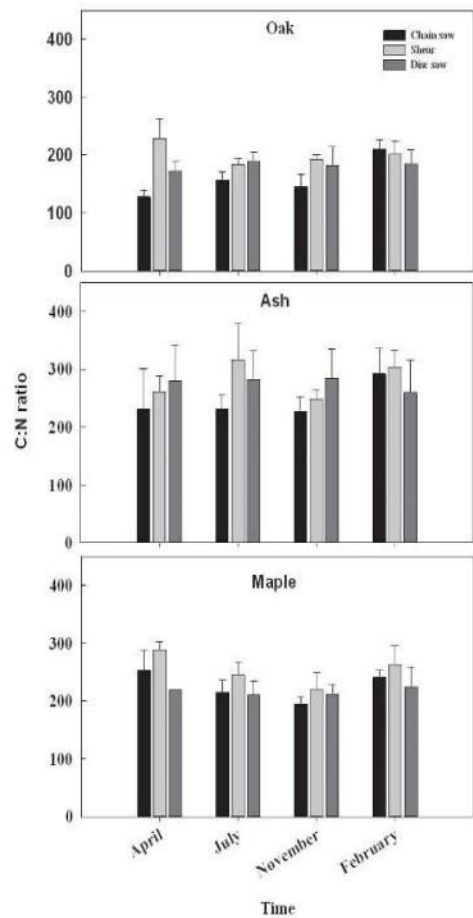 Oak
Chain saw
Shear
Disc saw
400
300
200
100
0
Ash
400
300
200
100
0
C:N ratio
Maple
400
300
200
100
0
April
July
November
February
Time